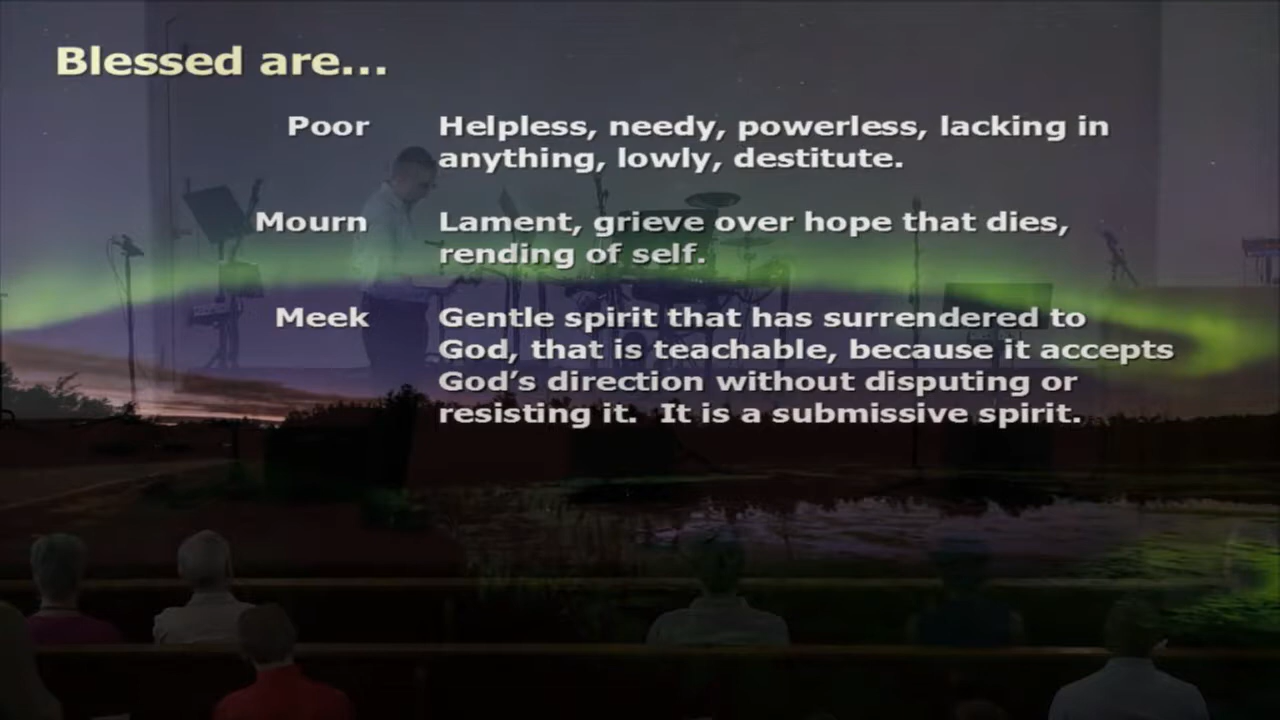 Blessed are...
Poor Helpless, needy, powerless, lacking in
anything, lowly, destitute.
Mourn Lament, grieve over hope that dies,
rending of self.
Meek Gentle spirit that has surrendered to
God, that is teachable, because it accepts
God’s direction without disputing or
resisting it.  It is a submissive spirit.